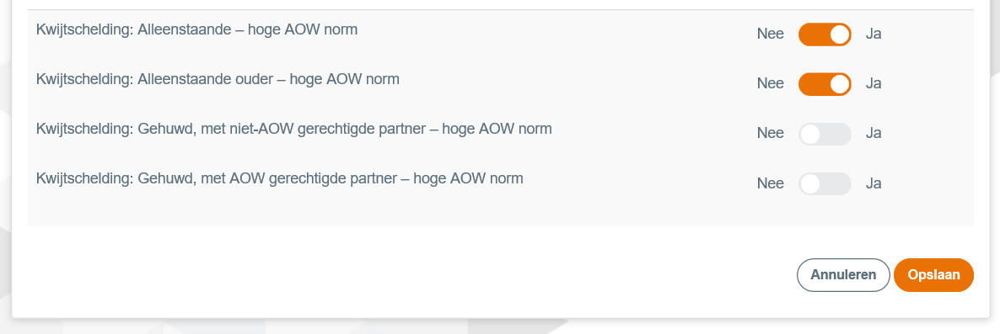 Kwijtschelding: Alleenstaande – hoge AOW norm Nee Ja
Kwijtschelding: Alleenstaande ouder – hoge AOW norm Nee Ja
Kwijtschelding: Gehuwd, met niet-AOW gerechtigde partner – hoge AOW norm Nee Ja
Kwijtschelding: Gehuwd, met AOW gerechtigde partner – hoge AOW norm Nee Ja
Annuleren Opslaan